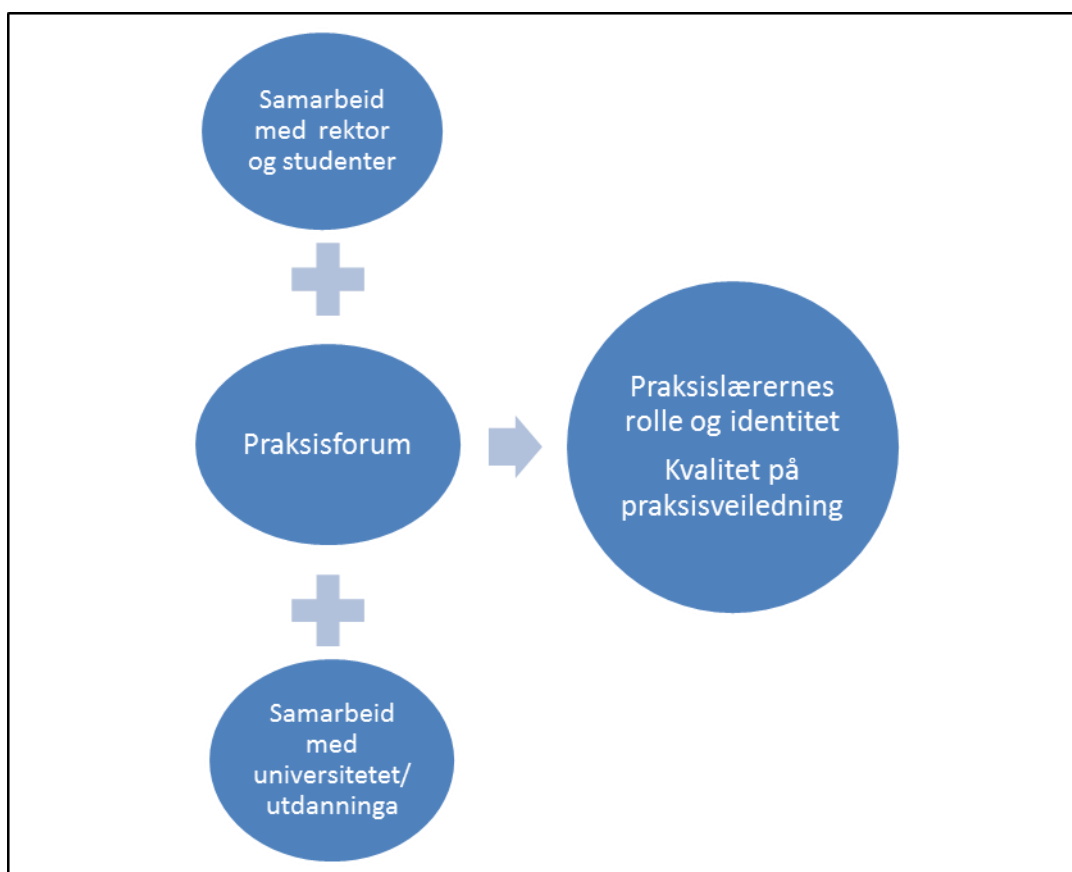 Samarbeid
med rektor
og studenter
Praksisforum
Praksislærernes
rolle og identitet
Kvalitet på
praksisveiledning
Samarbeid
med
universitetet/
utdanninga